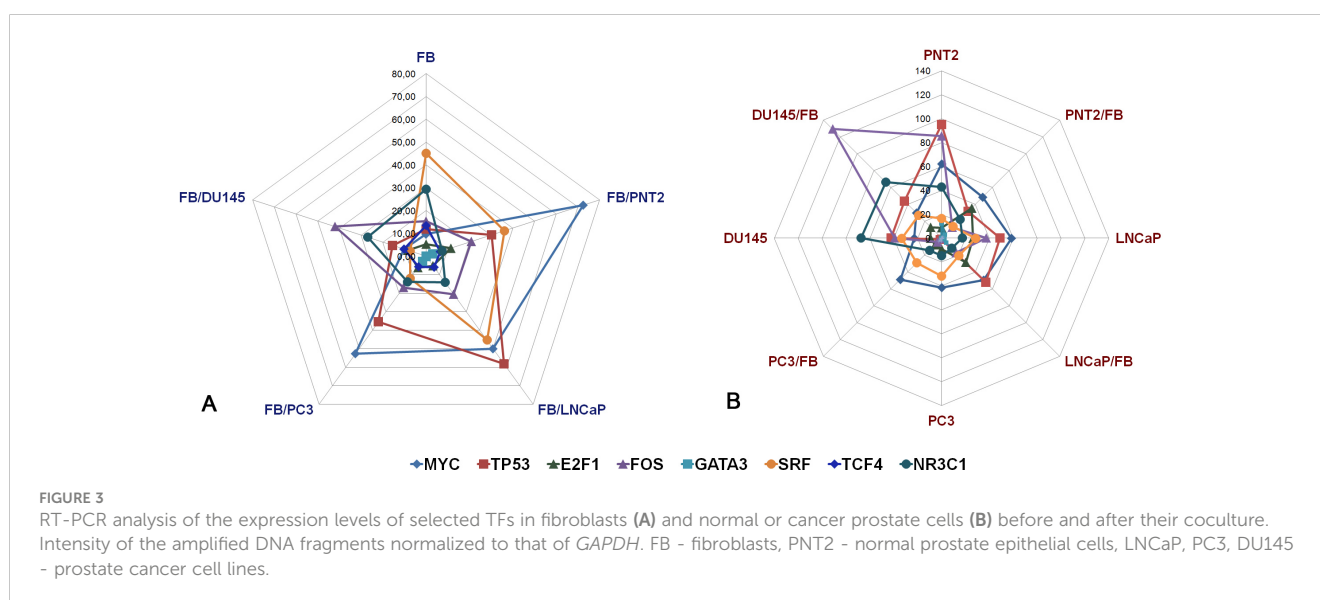 FB
80,00
70,00
60,00
50,00
40,00
30,00
20,00
10,00
0,00
FB/PNT2
FB/LNCaP
FB/PC3
FB/DU145
A
PNT2
140
120
100
80
60
40
20
0
PNT2/FB
LNCaP
LNCaP/FB
PC3
PC3/FB
DU145
DU145/FB
B
MYC TP53 E2F1 FOS GATA3 SRF TCF4 NR3C1
FIGURE 3
RT-PCR analysis of the expression levels of selected TFs in fibroblasts (A) and normal or cancer prostate cells (B) before and after their coculture.
Intensity of the amplified DNA fragments normalized to that of GAPDH. FB - fibroblasts, PNT2 - normal prostate epithelial cells, LNCaP, PC3, DU145
- prostate cancer cell lines.